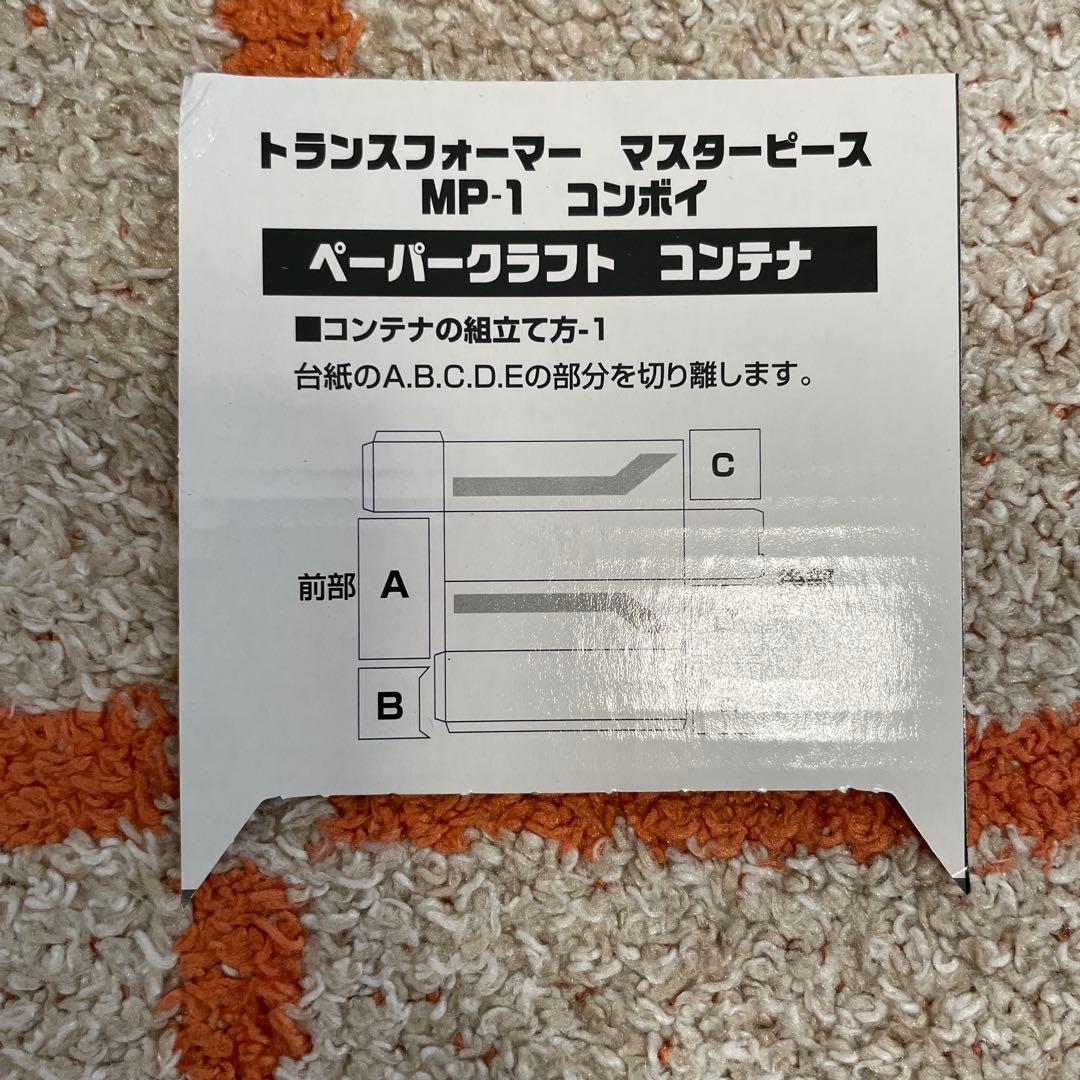 トランスフォーマー　マスターピース
MP-1　コンボイ
ペーパークラフト　コンテナ
■コンテナの組立て方-1
台紙のA.B.C.D.Eの部分を切り離します。
C
前部
A
B